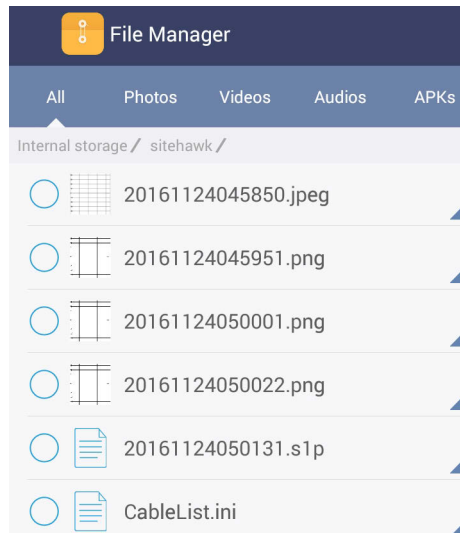 File Manager
All Photos Videos Audios APKs
Internal storage / sitehawk /
20161124045850.jpeg
20161124045951.png
20161124050001.png
20161124050022.png
20161124050131.s1p
CableList.ini